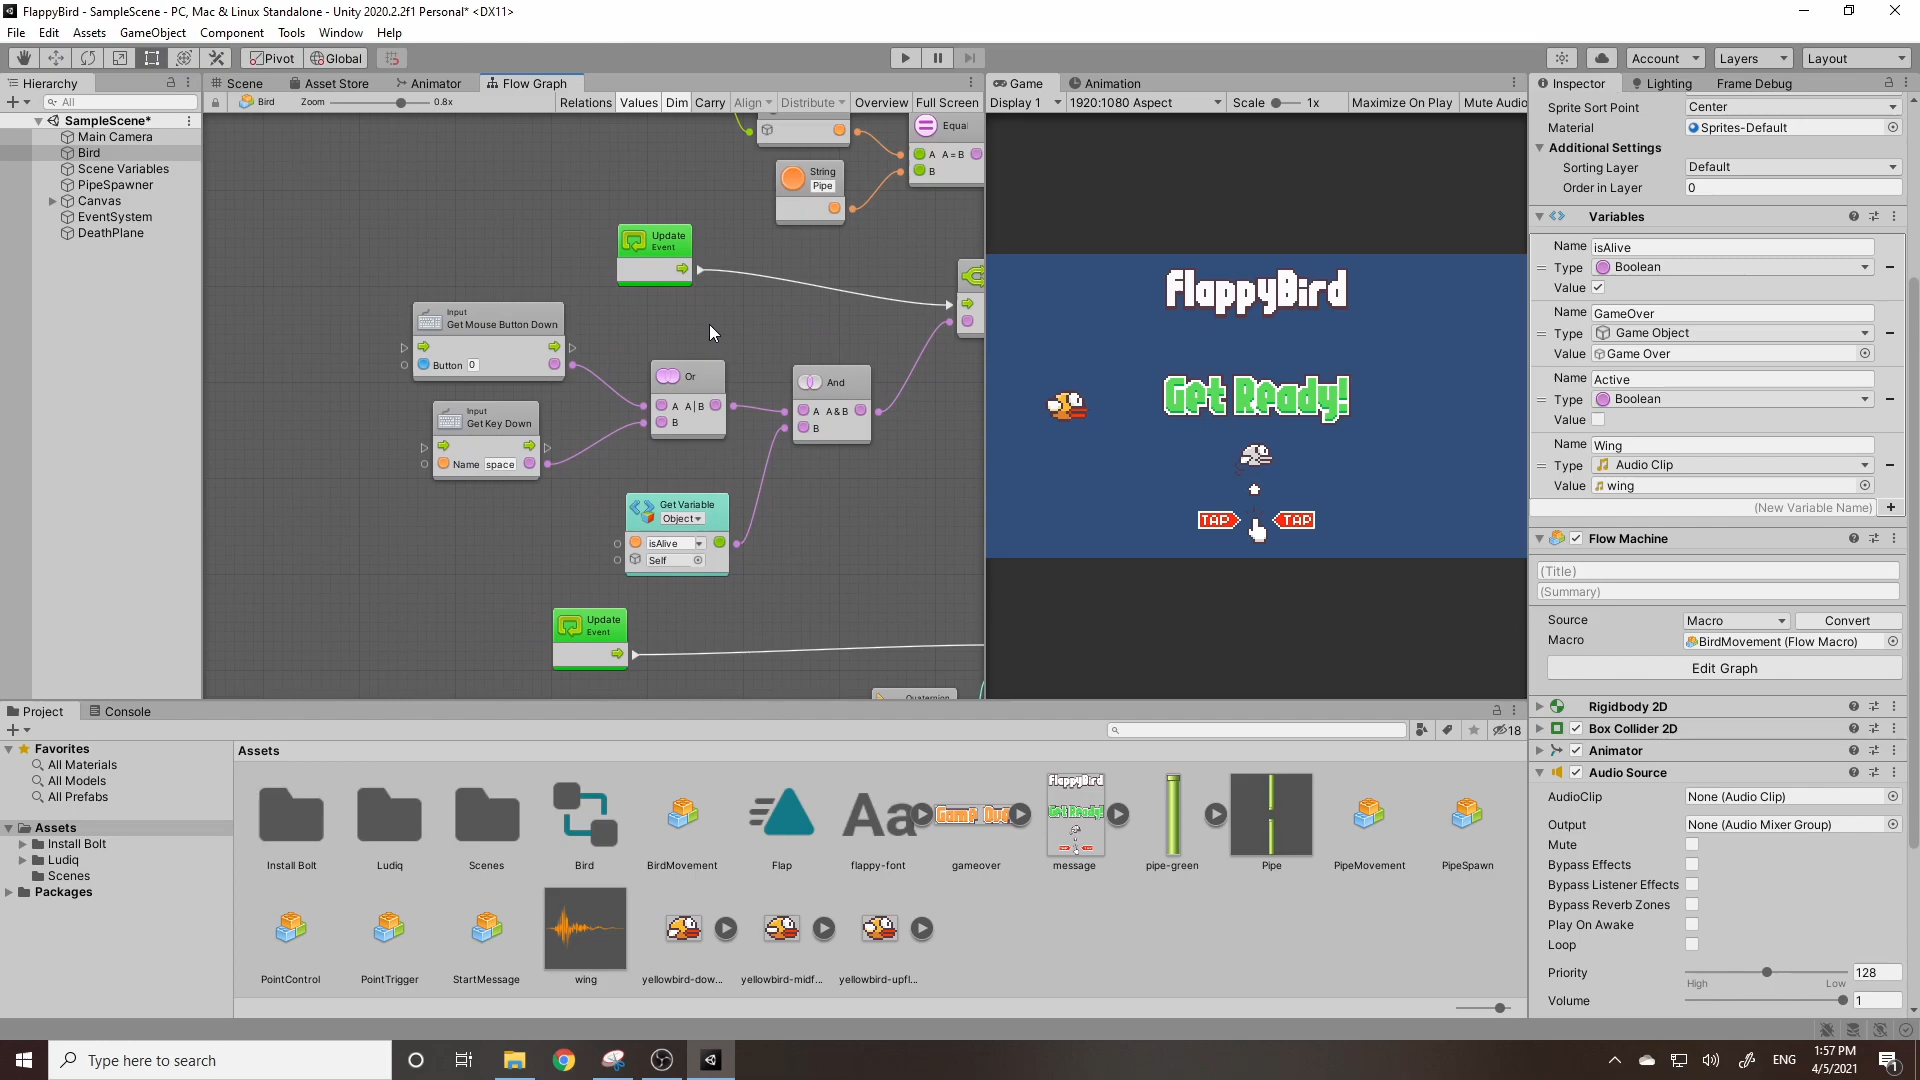 FlappyBird - SampleScene - PC, Mac & Linux Standalone - Unity 2020.2.2f1 Personal* <DX11>
File Edit Assets GameObject Component Tools Window Help
Pivot Global Account Layers Layout
Hierarchy Scene Asset Store Animator Flow Graph Game Animation Inspector Lighting Frame Debug
All Bird Zoom 0.8x Relations Values Dim Carry Align Distribute Overview Full Screen Display 1 1920:1080 Aspect Scale 1x Maximize On Play Mute Audio
SampleScene*
Main Camera
Bird
Scene Variables
PipeSpawner
Canvas
EventSystem
DeathPlane
Equal
A A = B
B
String
Pipe
Update
Event
Input
Get Mouse Button Down
Button 0
Or
A A | B
B
And
A A & B
B
Input
Get Key Down
Name space
Get Variable
Object
isAlive
Self
Update
Event
Quaternion
FlappyBird
Get Ready!
TAP TAP
Sprite Sort Point Center
Material Sprites-Default
Additional Settings
Sorting Layer Default
Order in Layer 0
Variables
Name isAlive
Type Boolean
Value
Name GameOver
Type Game Object
Value Game Over
Name Active
Type Boolean
Value
Name Wing
Type Audio Clip
Value wing
(New Variable Name)
Flow Machine
(Title)
(Summary)
Source Macro Convert
Macro BirdMovement (Flow Macro)
Edit Graph
Rigidbody 2D
Box Collider 2D
Animator
Audio Source
AudioClip None (Audio Clip)
Output None (Audio Mixer Group)
Mute
Bypass Effects
Bypass Listener Effects
Bypass Reverb Zones
Play On Awake
Loop
Priority 128
High Low
Volume 1
Project Console
18
Favorites
All Materials
All Models
All Prefabs
Assets
Install Bolt
Ludiq
Scenes
Packages
Assets
Aa Game Over FlappyBird Get Ready!
Install Bolt Ludiq Scenes Bird BirdMovement Flap flappy-font gameover message pipe-green Pipe PipeMovement PipeSpawn
PointControl PointTrigger StartMessage wing yellowbird-dow... yellowbird-midf... yellowbird-upfl...
Type here to search
ENG
1:57 PM
4/5/2021
1